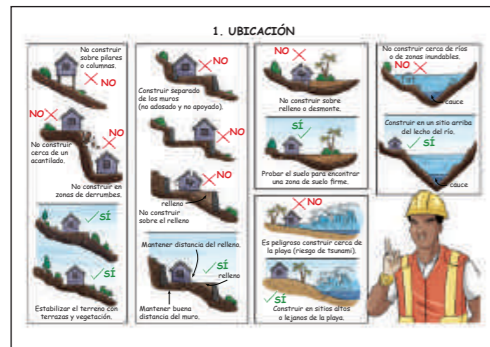 1. UBICACIÓN
No construir
sobre pilares
o columnas.
NO
NO
NO
No construir
cerca de un
acantilado.
No construir en
zonas de derrumbes.
SÍ
SÍ
Estabilizar el terreno con
terrazas y vegetación.
NO
Construir separado
de los muros
(no adosado y no apoyado).
NO
NO
relleno
No construir
sobre el relleno
Mantener distancia del relleno.
SÍ
relleno
Mantener buena
distancia del muro.
NO
No construir sobre
relleno o desmonte.
SÍ
Probar el suelo para encontrar
una zona de suelo firme.
NO
Es peligroso construir cerca de
la playa (riesgo de tsunami).
SÍ
Construir en sitios altos
o lejanos de la playa.
No construir cerca de ríos
o de zonas inundables.
NO
cauce
Construir en un sitio arriba
del lecho del río.
SÍ
cauce